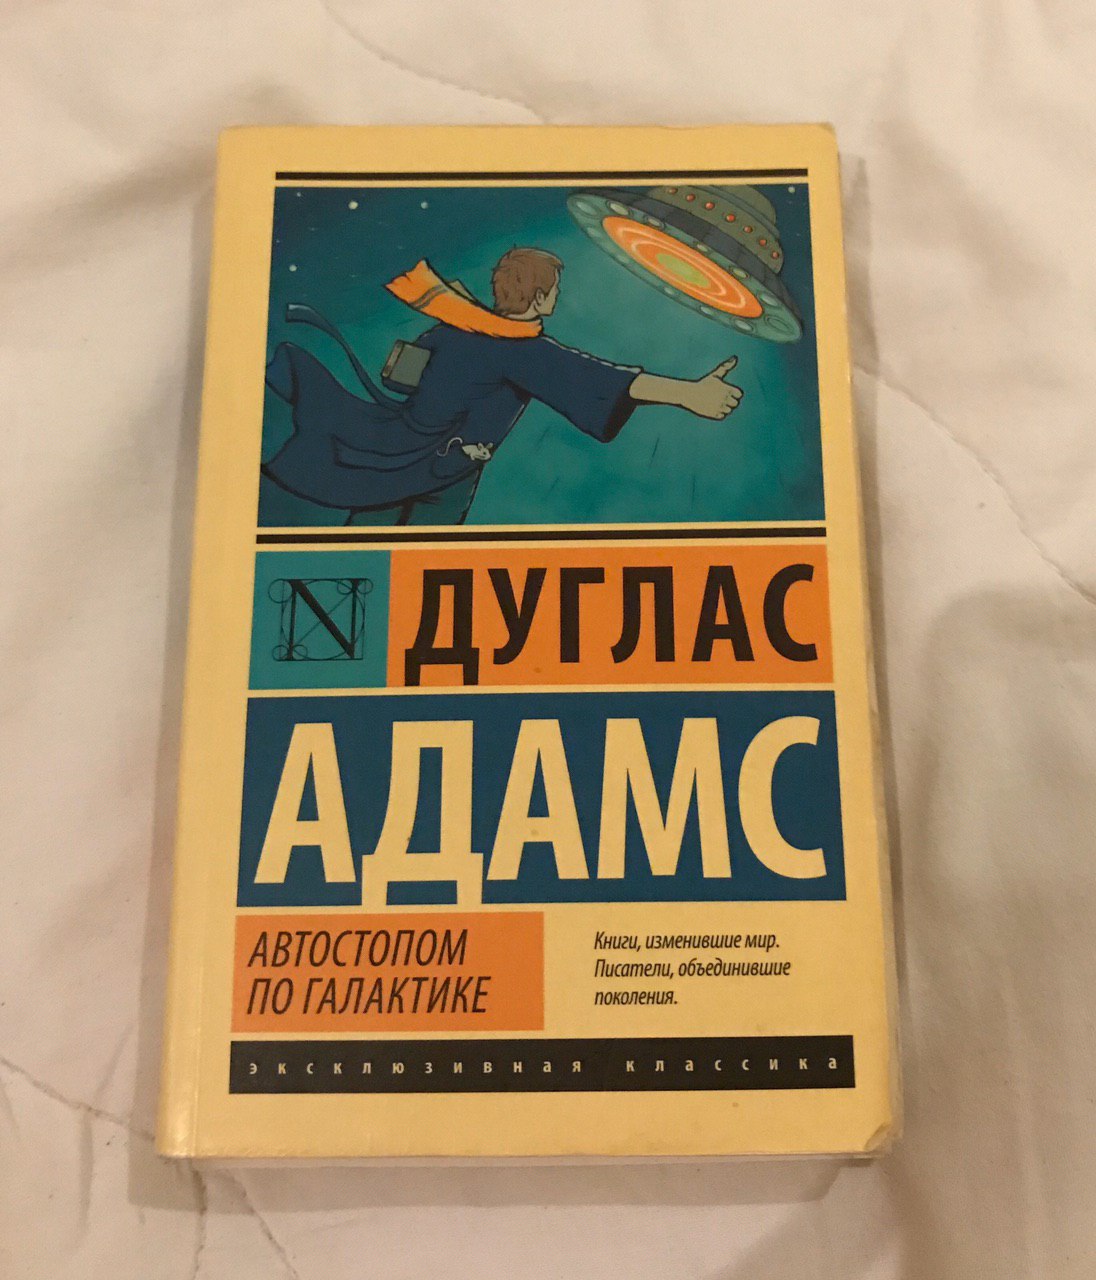 N
ДУГЛАС
АДАМС
АВТОСТОПОМ
ПО ГАЛАКТИКЕ
Книги, изменившие мир.
Писатели, объединившие
поколения.
ЭКСКЛЮЗИВНАЯ КЛАССИКА